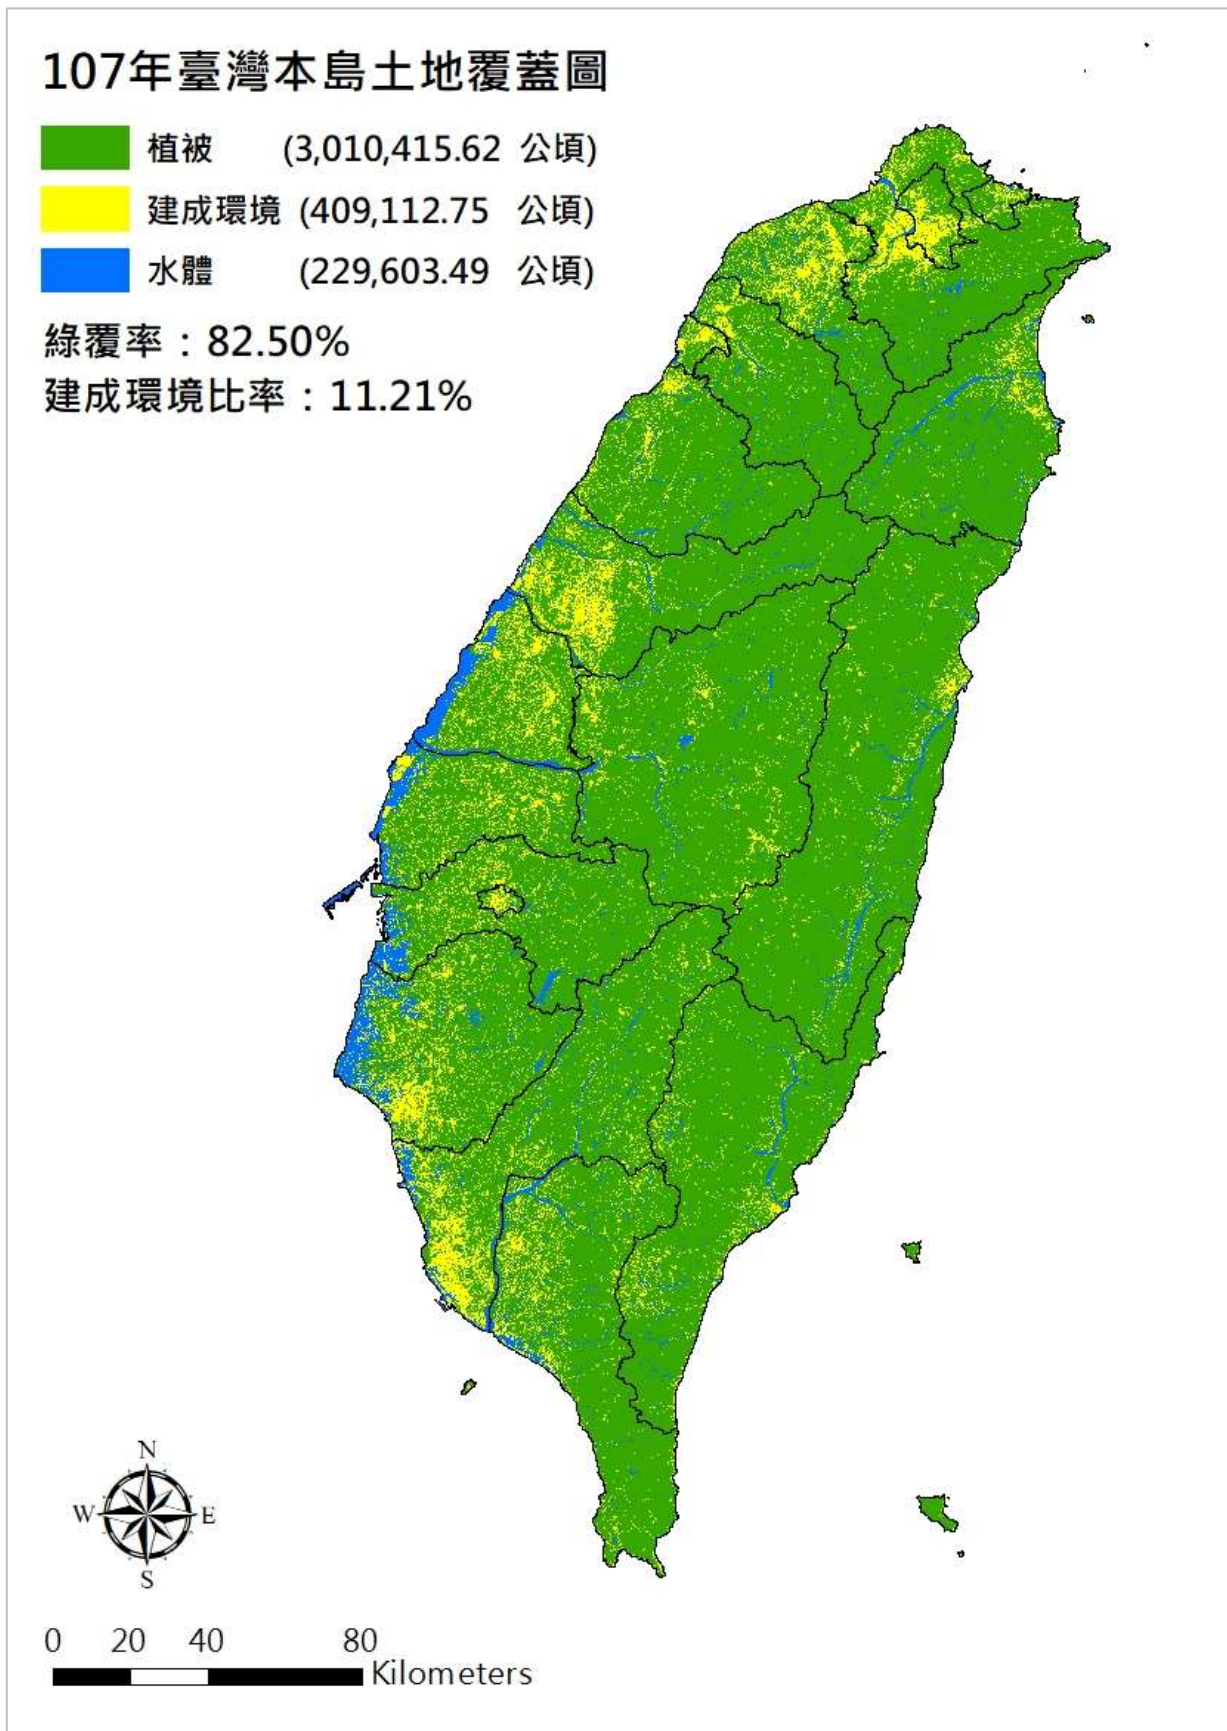 107年臺灣本島土地覆蓋圖
植被 (3,010,415.62 公頃)
建成環境 (409,112.75 公頃)
水體 (229,603.49 公頃)
綠覆率：82.50%
建成環境比率：11.21%
N
W E
S
0 20 40 80
Kilometers